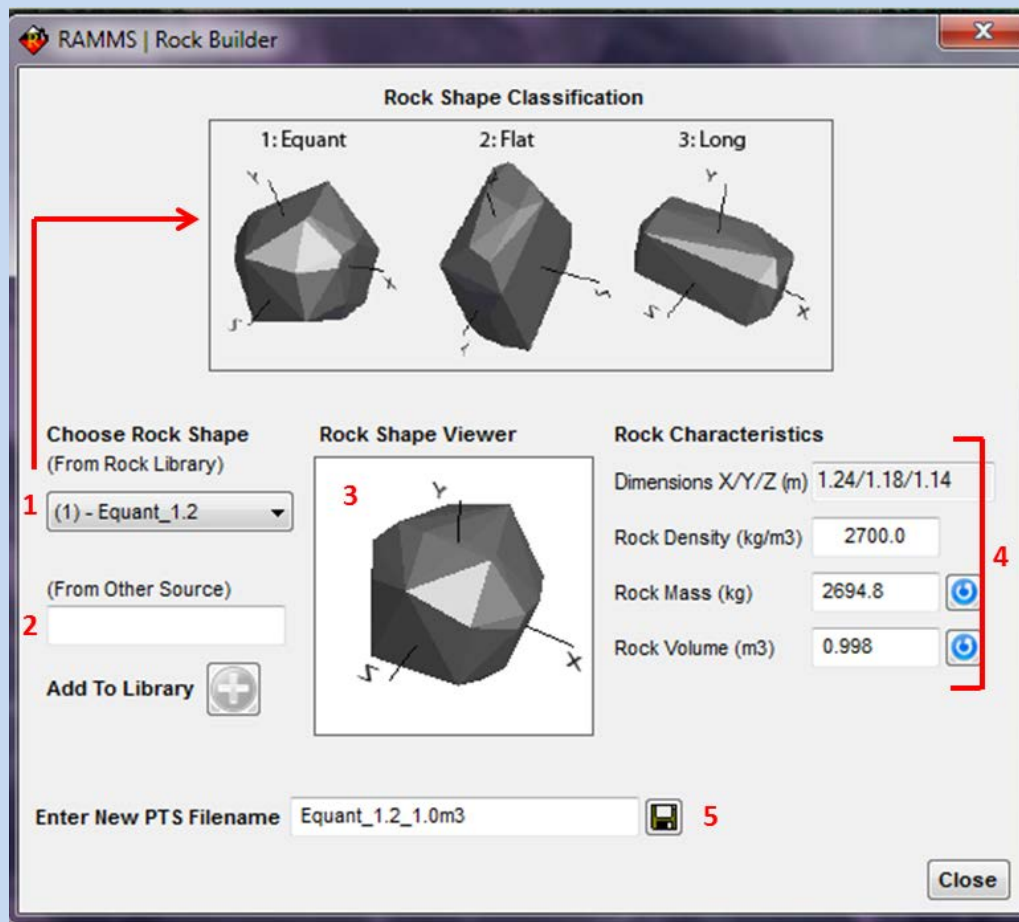 RAMMS | Rock Builder
x
Rock Shape Classification
1: Equant 2: Flat 3: Long
Y X Z
Y Z Y
Y Z X
Choose Rock Shape
(From Rock Library)
1 (1) - Equant_1.2
(From Other Source)
2
Add To Library
Rock Shape Viewer
3
Y
Z X
Rock Characteristics
Dimensions X/Y/Z (m) 1.24/1.18/1.14
Rock Density (kg/m3) 2700.0
Rock Mass (kg) 2694.8
Rock Volume (m3) 0.998
4
Enter New PTS Filename Equant_1.2_1.0m3 5
Close